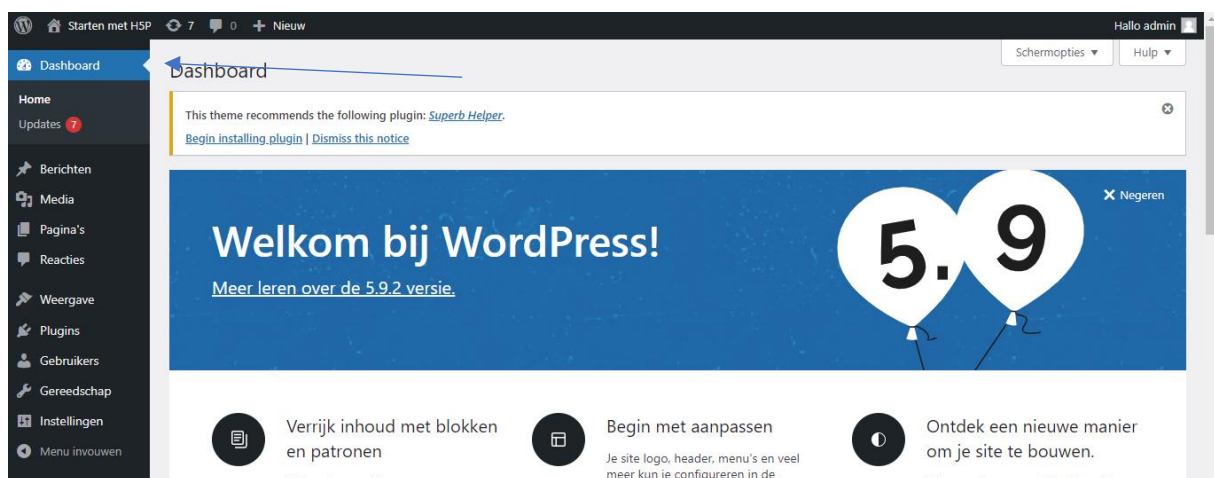 Starten met H5P 7 0 + Nieuw Hallo admin
Schermopties ▼ Hulp ▼
Dashboard
Home
Updates 7
Berichten
Media
Pagina's
Reacties
Weergave
Plugins
Gebruikers
Gereedschap
Instellingen
Menu invouwen
Dashboard
This theme recommends the following plugin: Superb Helper.
Begin installing plugin | Dismiss this notice
Negeren
Welkom bij WordPress!
Meer leren over de 5.9.2 versie.
5.9
Verrijk inhoud met blokken
en patronen
Begin met aanpassen
Je site logo, header, menu's en veel
meer kun je configureren in de
Ontdek een nieuwe manier
om je site te bouwen.